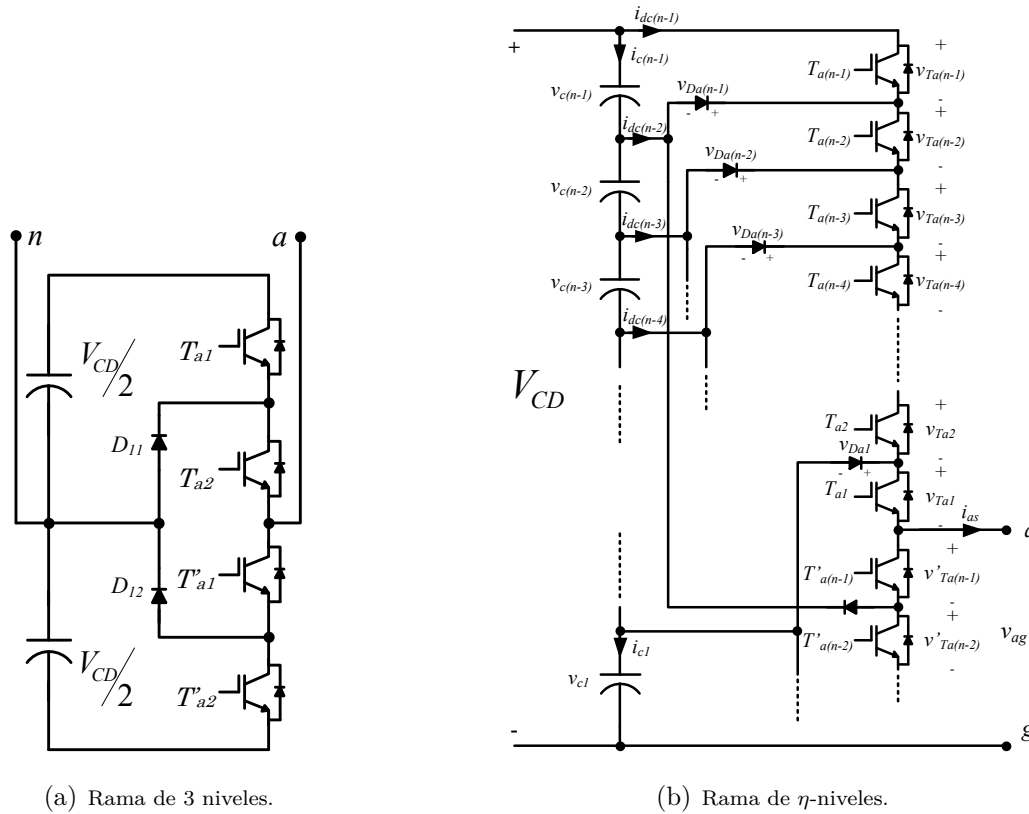 n
a
V_CD/2
V_CD/2
T_a1
D_11
T_a2
T'_a1
D_12
T'_a2
(a) Rama de 3 niveles.
i_dc(n-1)
+
i_c(n-1)
v_c(n-1)
v_Da(n-1)
- +
T_a(n-1)
+
v_Ta(n-1)
-
i_dc(n-2)
T_a(n-2)
+
v_Ta(n-2)
-
v_c(n-2)
v_Da(n-2)
- +
T_a(n-3)
+
v_Ta(n-3)
-
i_dc(n-3)
v_Da(n-3)
- +
v_c(n-3)
T_a(n-4)
+
v_Ta(n-4)
-
i_dc(n-4)
V_CD
T_a2
+
v_Ta2
-
v_Da1
- +
T_a1
+
v_Ta1
-
i_as
T'_a(n-1)
+
v'_Ta(n-1)
-
T'_a(n-2)
+
v'_Ta(n-2)
-
v_ag
i_c1
v_c1
-
g
(b) Rama de η-niveles.